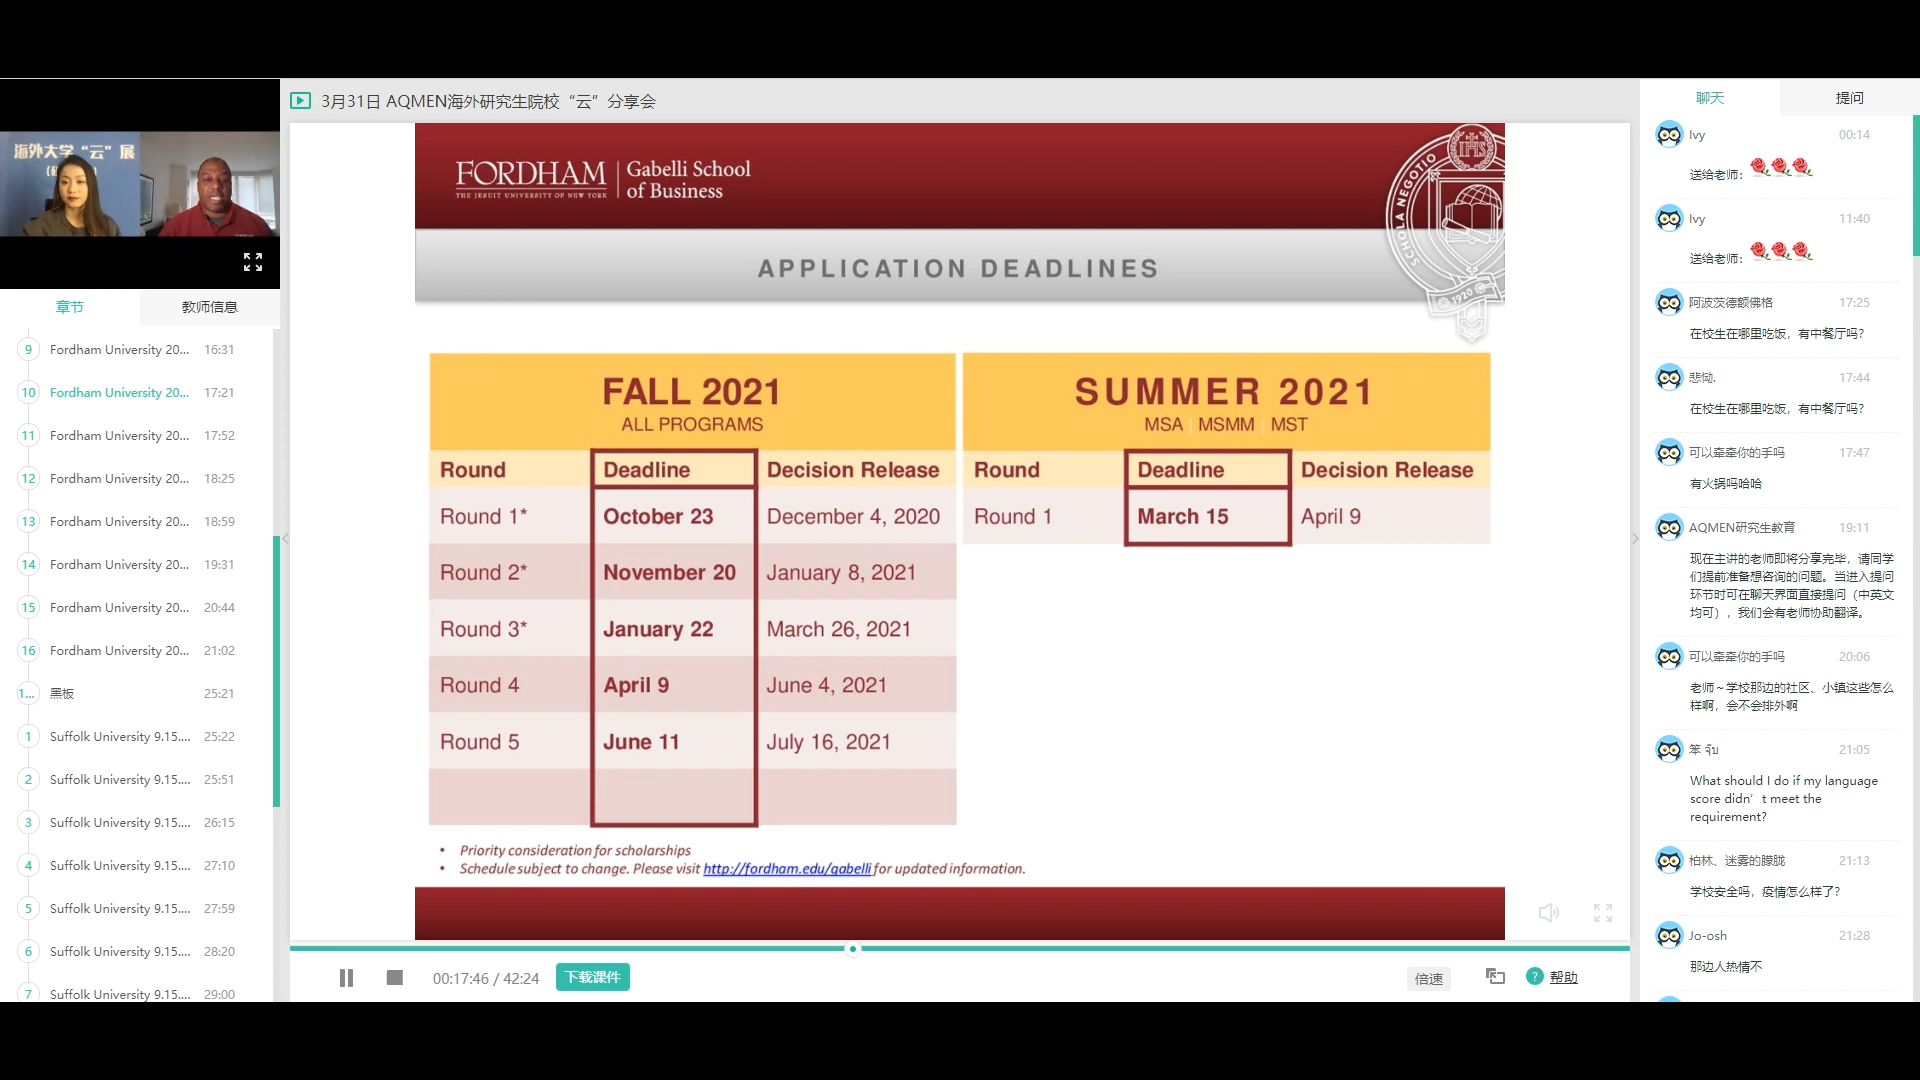 3月31日 AQMEN海外研究生院校“云”分享会
海外大学“云”展
章节
教师信息
9 Fordham University 20... 16:31
10 Fordham University 20... 17:21
11 Fordham University 20... 17:52
12 Fordham University 20... 18:25
13 Fordham University 20... 18:59
14 Fordham University 20... 19:31
15 Fordham University 20... 20:44
16 Fordham University 20... 21:02
1... 黑板 25:21
1 Suffolk University 9.15.... 25:22
2 Suffolk University 9.15.... 25:51
3 Suffolk University 9.15.... 26:15
4 Suffolk University 9.15.... 27:10
5 Suffolk University 9.15.... 27:59
6 Suffolk University 9.15.... 28:20
7 Suffolk University 9.15.... 29:00
FORDHAM
THE JESUIT UNIVERSITY OF NEW YORK
Gabelli School
of Business
SCHOLA NEGOTIO
IHS
1920
APPLICATION DEADLINES
FALL 2021
ALL PROGRAMS
Round Deadline Decision Release
Round 1* October 23 December 4, 2020
Round 2* November 20 January 8, 2021
Round 3* January 22 March 26, 2021
Round 4 April 9 June 4, 2021
Round 5 June 11 July 16, 2021
SUMMER 2021
MSA | MSMM | MST
Round Deadline Decision Release
Round 1 March 15 April 9
• Priority consideration for scholarships
• Schedule subject to change. Please visit http://fordham.edu/gabelli for updated information.
00:17:46 / 42:24
下载课件
倍速
? 帮助
聊天
提问
Ivy 00:14
送给老师:
Ivy 11:40
送给老师:
阿波茨德额佛格 17:25
在校生在哪里吃饭，有中餐厅吗？
悲恸. 17:44
在校生在哪里吃饭，有中餐厅吗？
可以牵牵你的手吗 17:47
有火锅吗哈哈
AQMEN研究生教育 19:11
现在主讲的老师即将分享完毕，请同学
们提前准备想咨询的问题。当进入提问
环节时可在聊天界面直接提问（中英文
均可），我们会有老师协助翻译。
可以牵牵你的手吗 20:06
老师～学校那边的社区、小镇这些怎么
样啊，会不会排外啊
笨 จุ๊บ 21:05
What should I do if my language
score didn’t meet the
requirement?
柏林、迷雾的朦胧 21:13
学校安全吗，疫情怎么样了？
Jo-osh 21:28
那边人热情不